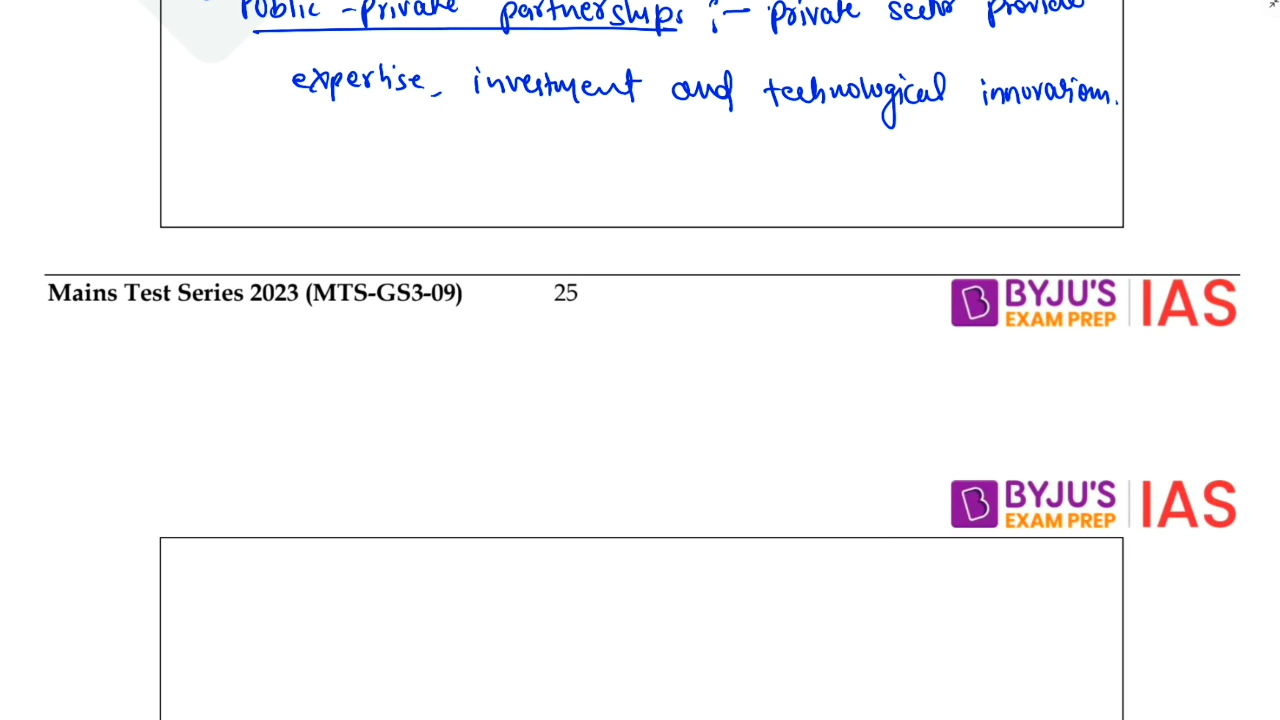 Public - Private partnerships :- private sector provide
expertise, investment and technological innovation.
Mains Test Series 2023 (MTS-GS3-09) 25
BYJU'S EXAM PREP | IAS
BYJU'S EXAM PREP | IAS